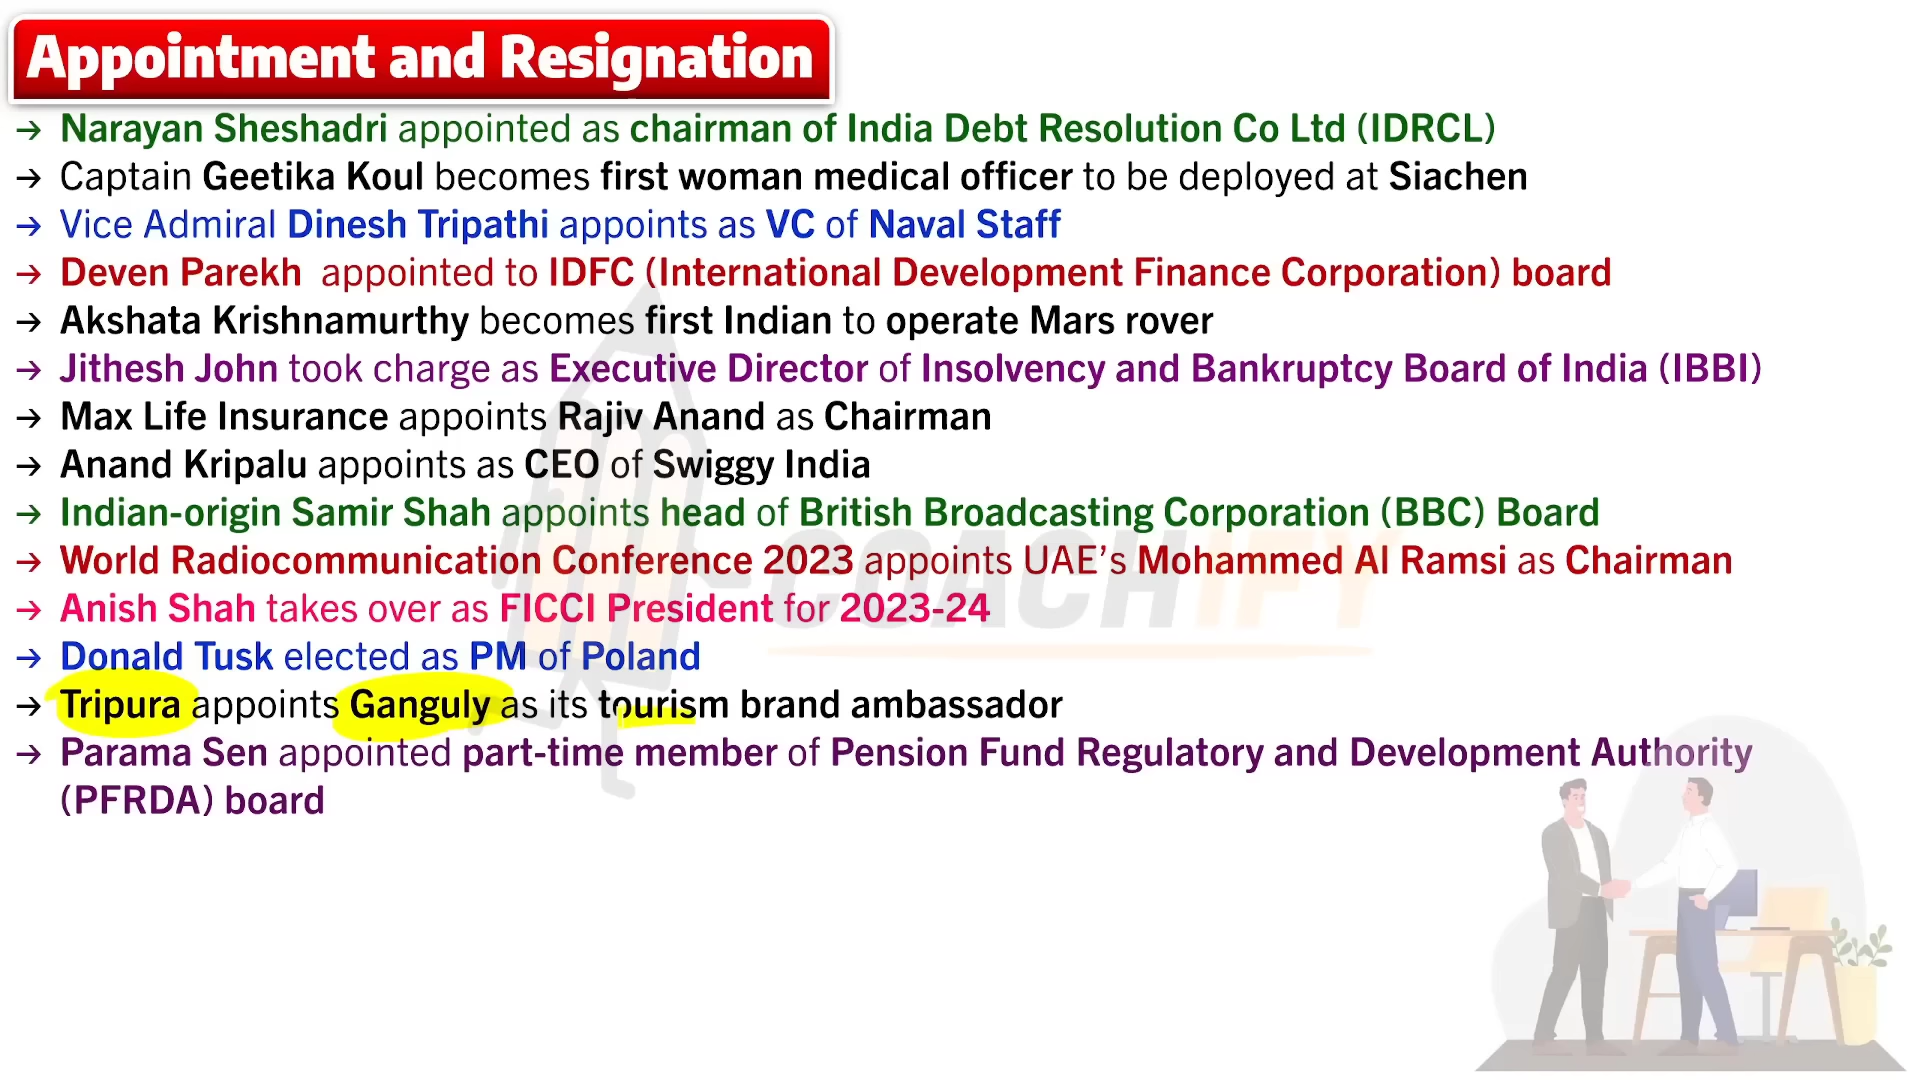 Appointment and Resignation
→ Narayan Sheshadri appointed as chairman of India Debt Resolution Co Ltd (IDRCL)
→ Captain Geetika Koul becomes first woman medical officer to be deployed at Siachen
→ Vice Admiral Dinesh Tripathi appoints as VC of Naval Staff
→ Deven Parekh appointed to IDFC (International Development Finance Corporation) board
→ Akshata Krishnamurthy becomes first Indian to operate Mars rover
→ Jithesh John took charge as Executive Director of Insolvency and Bankruptcy Board of India (IBBI)
→ Max Life Insurance appoints Rajiv Anand as Chairman
→ Anand Kripalu appoints as CEO of Swiggy India
→ Indian-origin Samir Shah appoints head of British Broadcasting Corporation (BBC) Board
→ World Radiocommunication Conference 2023 appoints UAE's Mohammed Al Ramsi as Chairman
COACHIFY
→ Anish Shah takes over as FICCI President for 2023-24
→ Donald Tusk elected as PM of Poland
→ Tripura appoints Ganguly as its tourism brand ambassador
→ Parama Sen appointed part-time member of Pension Fund Regulatory and Development Authority
(PFRDA) board